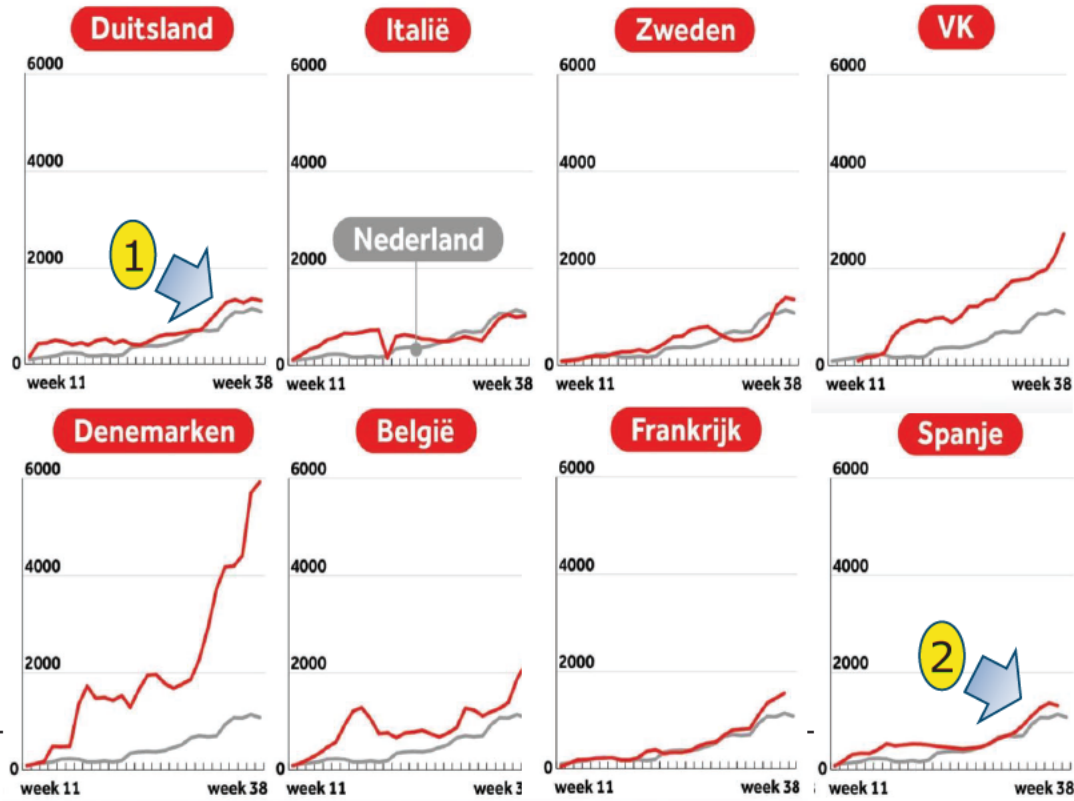 Duitsland
6000
4000
2000
0
week 11
week 38
1
Italië
6000
4000
2000
0
week 11
week 38
Nederland
Zweden
6000
4000
2000
0
week 11
week 38
VK
6000
4000
2000
0
week 11
week 38
Denemarken
6000
4000
2000
0
week 11
week 38
België
6000
4000
2000
0
week 11
week 3
Frankrijk
6000
4000
2000
0
week 11
week 38
Spanje
6000
4000
2000
0
week 11
week 38
2